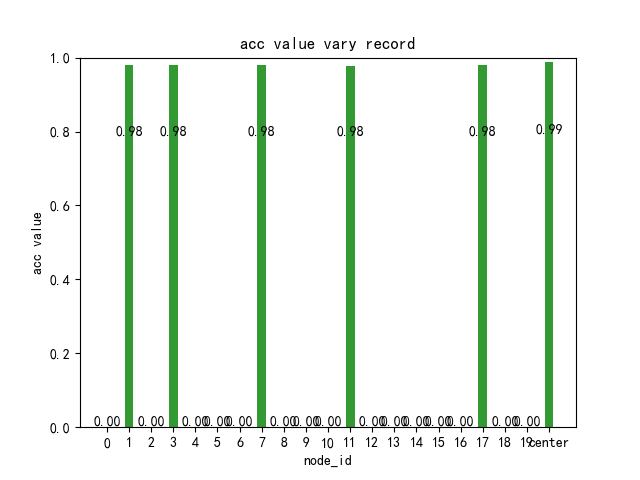 acc value vary record
1.0
0.8
0.6
0.4
0.2
0.0
acc value
0.98 0.98 0.98 0.98 0.98 0.99
0.00 0.00 0.00 0.00 0.00 0.00 0.00 0.00 0.00 0.00 0.00 0.00 0.00 0.00 0.00
0 1 2 3 4 5 6 7 8 9 10 11 12 13 14 15 16 17 18 19 center
node_id